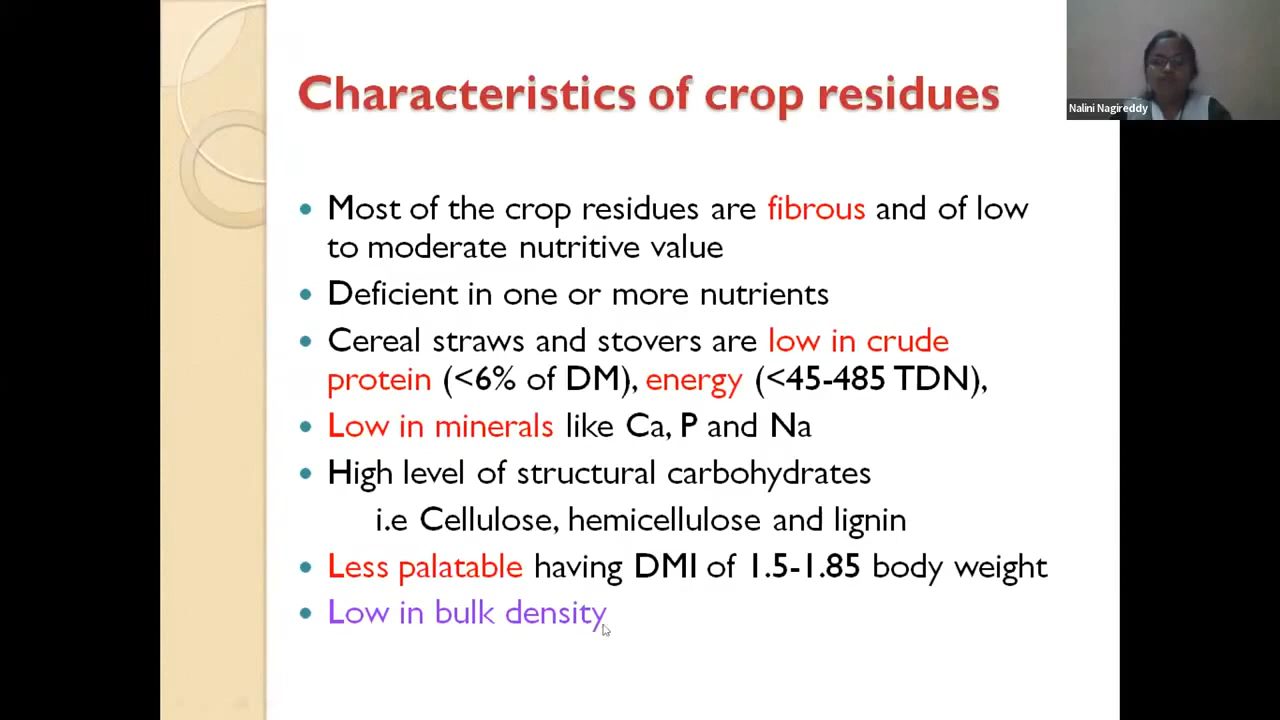 Characteristics of crop residues
Nalini Nagireddy
• Most of the crop residues are fibrous and of low
to moderate nutritive value
• Deficient in one or more nutrients
• Cereal straws and stovers are low in crude
protein (<6% of DM), energy (<45-485 TDN),
• Low in minerals like Ca, P and Na
• High level of structural carbohydrates
i.e Cellulose, hemicellulose and lignin
• Less palatable having DMI of 1.5-1.85 body weight
• Low in bulk density